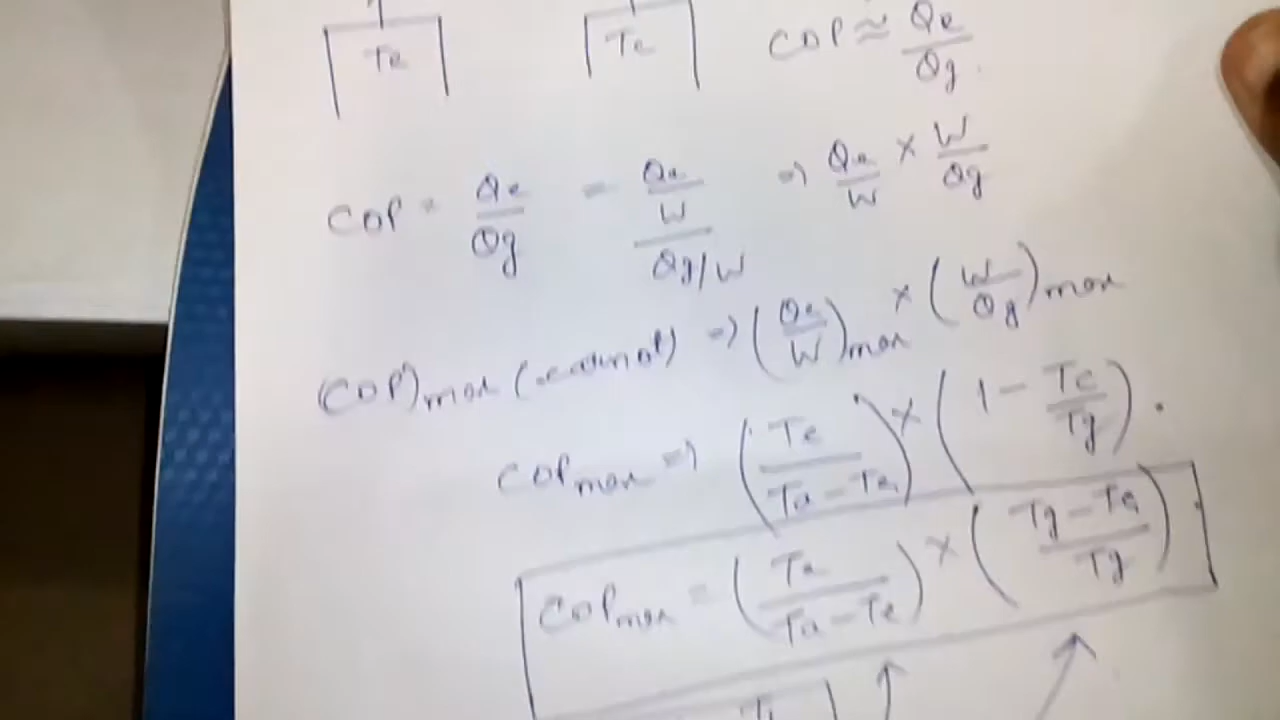 Te Tc COP ≈ Qe/Qg
COP = Qe/Qg = (Qe/W)/(Qg/W) ⇒ Qe/W × W/Qg
(COP)max (carnot) ⇒ (Qe/W)max × (W/Qg)max
COPmax ⇒ (Te/(Ta - Te)) × (1 - Tc/Tg)
COPmax = (Te/(Ta - Te)) × ((Tg - Ta)/Tg)